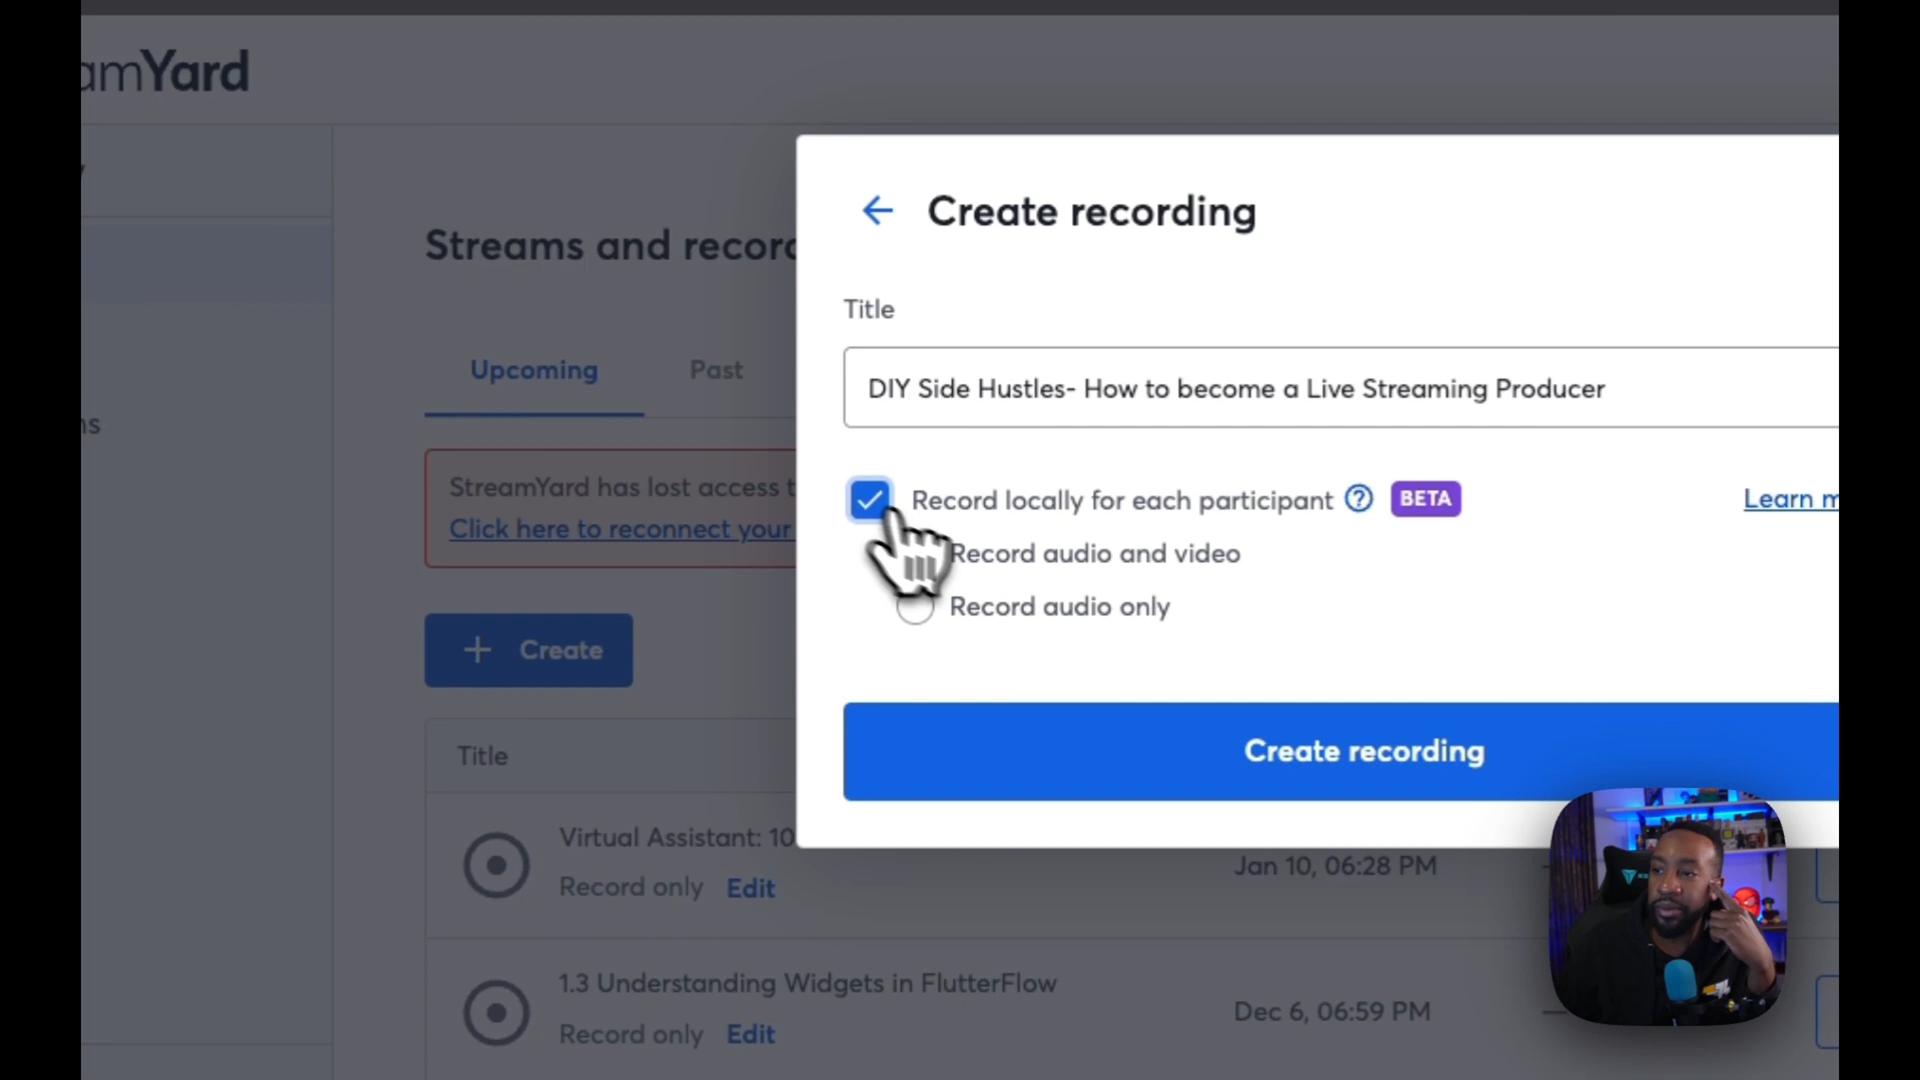 amYard
Streams and recor
Upcoming
Past
StreamYard has lost access t
Click here to reconnect your
+ Create
Title
Virtual Assistant: 10
Record only
Edit
Jan 10, 06:28 PM
1.3 Understanding Widgets in FlutterFlow
Record only
Edit
Dec 6, 06:59 PM
ns
Create recording
Title
DIY Side Hustles- How to become a Live Streaming Producer
Record locally for each participant
BETA
Learn m
Record audio and video
Record audio only
Create recording